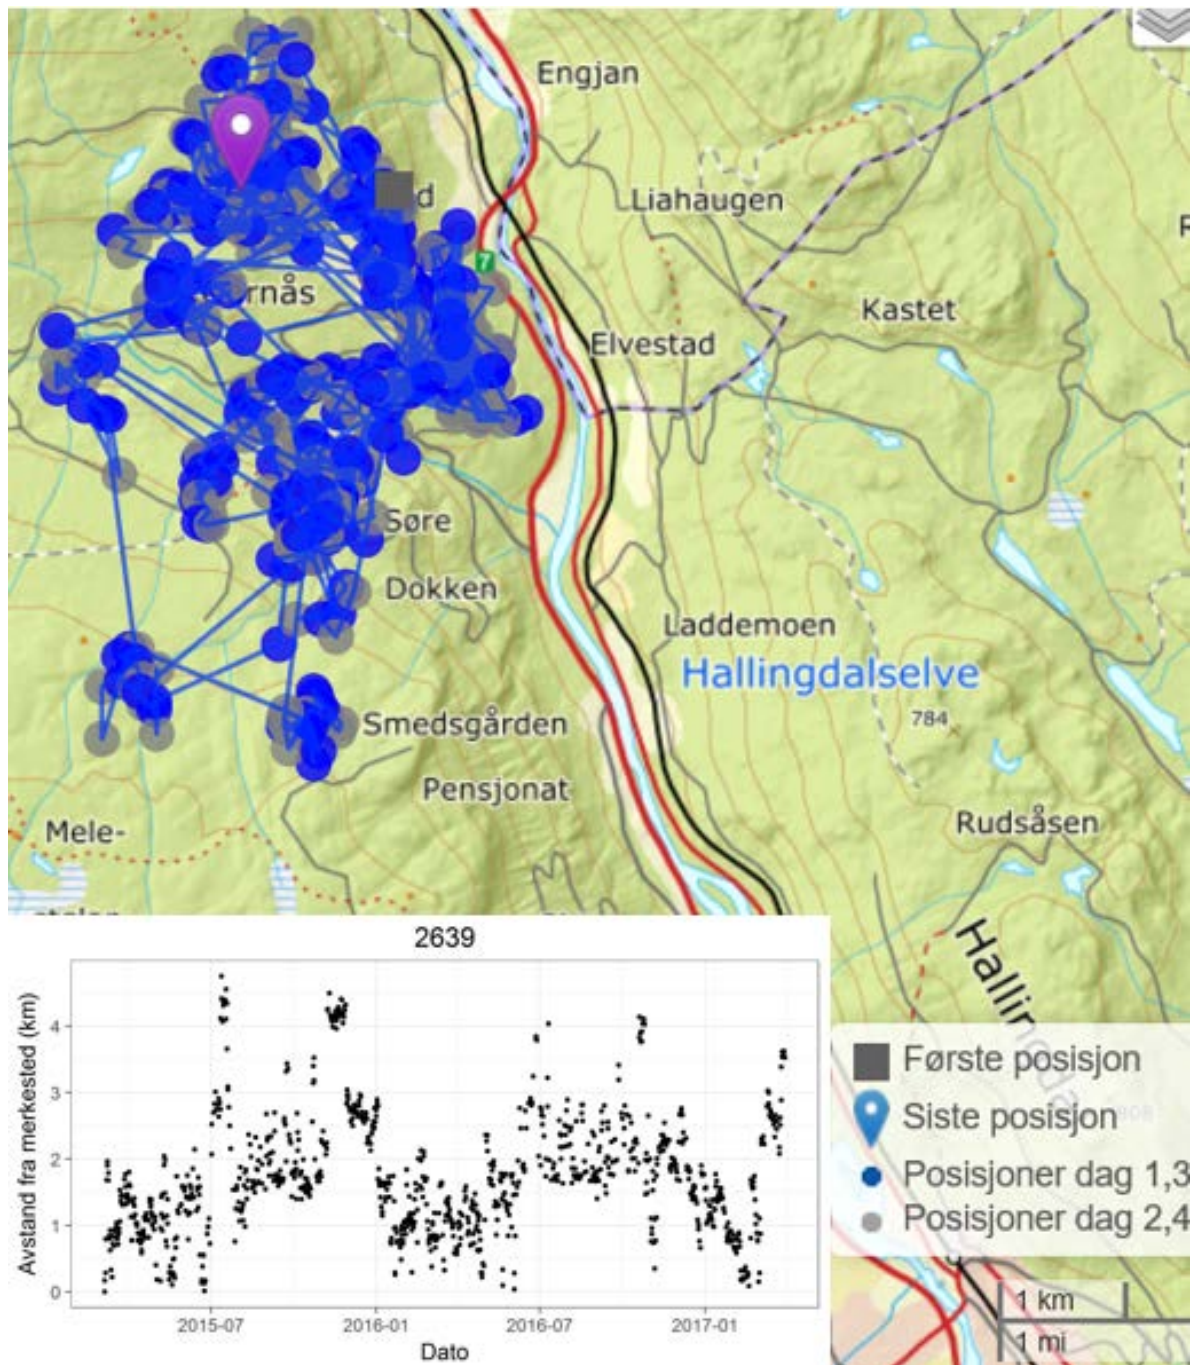 Engjan
Liahaugen
d
7
rnås
Kastet
Elvestad
Søre
Dokken
Laddemoen
Hallingdalselve
784
Smedsgården
Pensjonat
Mele-
Rudsåsen
2639
Avstand fra merkested (km)
4
3
2
1
0
2015-07
2016-01
2016-07
2017-01
Dato
Første posisjon
Siste posisjon
Posisjoner dag 1,3
Posisjoner dag 2,4
1 km
1 mi